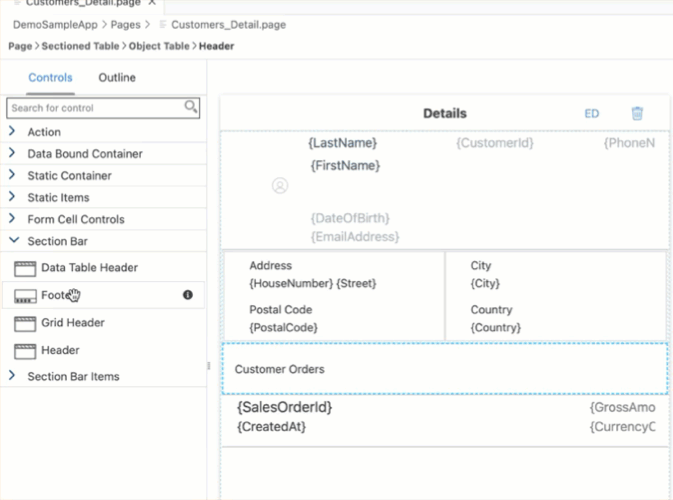 Customers_Detail.page ×
DemoSampleApp > Pages > Customers_Detail.page
Page > Sectioned Table > Object Table > Header
Controls Outline
Search for control
Action
Data Bound Container
Static Container
Static Items
Form Cell Controls
Section Bar
Data Table Header
Foote
Grid Header
Header
Section Bar Items
Details ED
{LastName} {CustomerId} {PhoneN
{FirstName}
{DateOfBirth}
{EmailAddress}
Address City
{HouseNumber} {Street} {City}
Postal Code Country
{PostalCode} {Country}
Customer Orders
{SalesOrderId} {GrossAmo
{CreatedAt} {CurrencyC